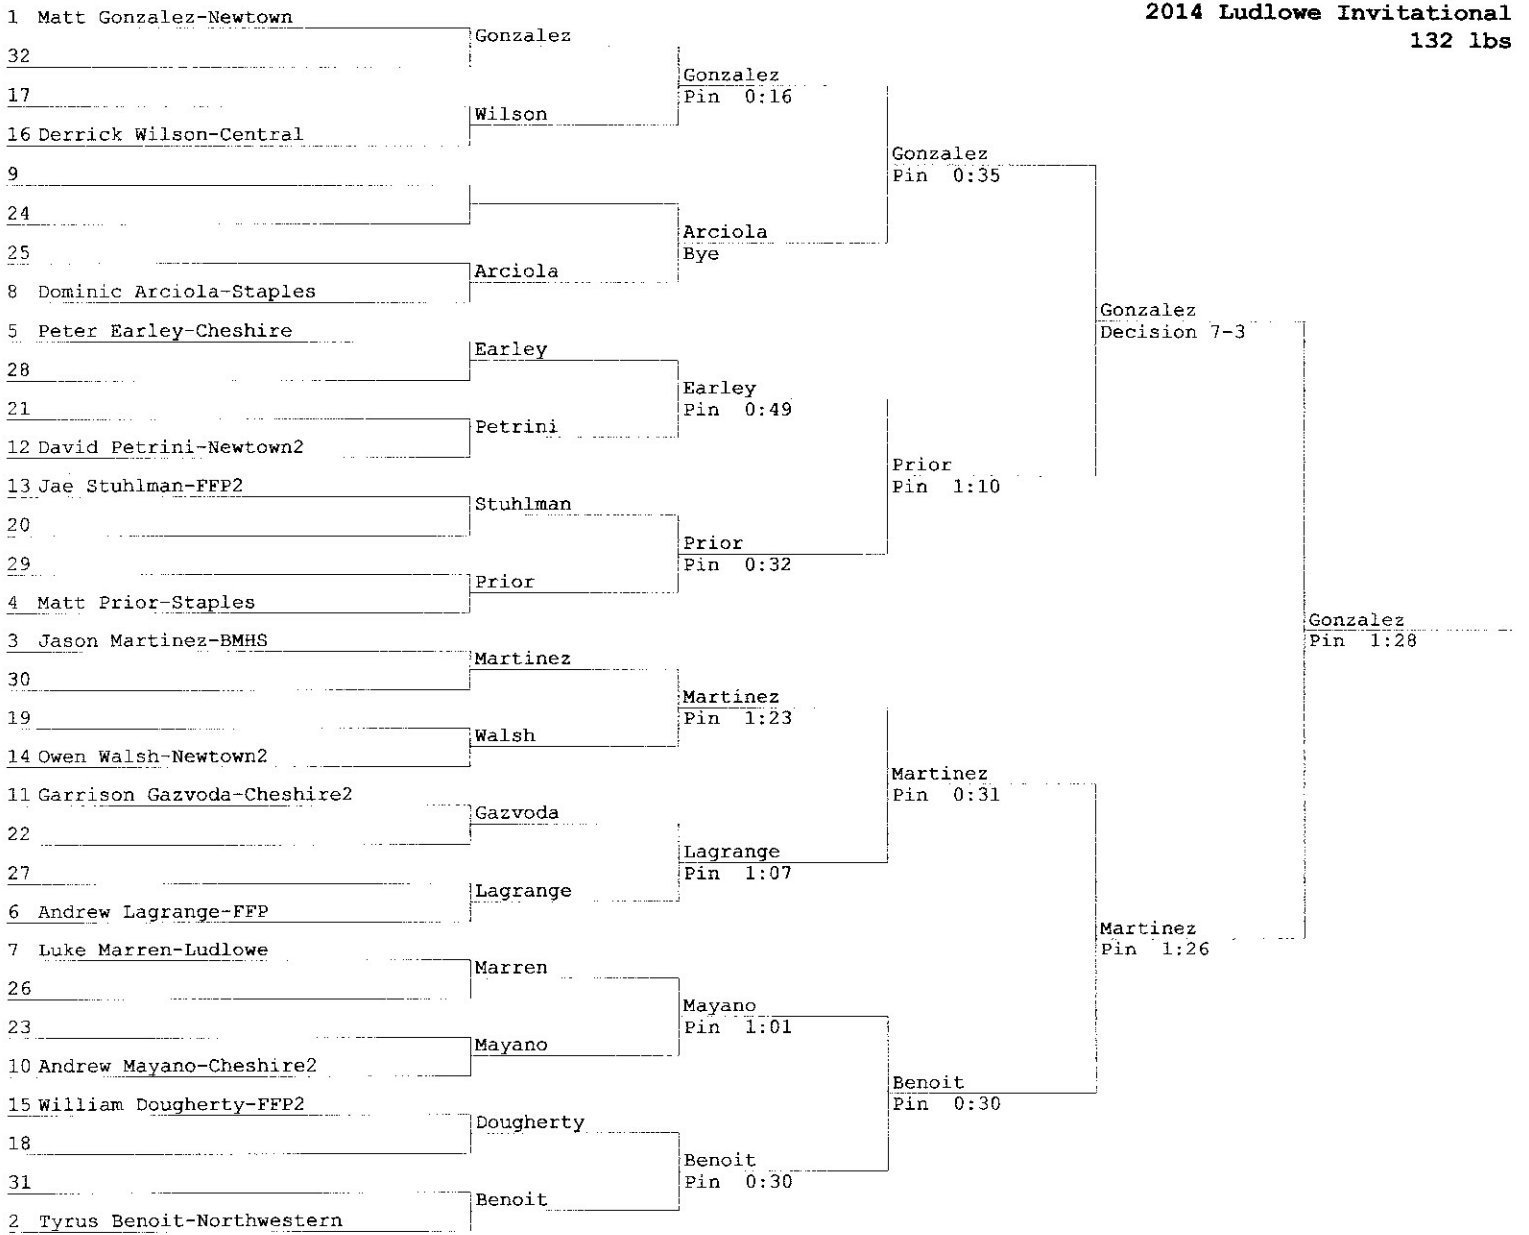 2014 Ludlowe Invitational
132 lbs
1 Matt Gonzalez-Newtown
32
17
16 Derrick Wilson-Central
9
24
25
8 Dominic Arciola-Staples
5 Peter Earley-Cheshire
28
21
12 David Petrini-Newtown2
13 Jae Stuhlman-FFP2
20
29
4 Matt Prior-Staples
3 Jason Martinez-BMHS
30
19
14 Owen Walsh-Newtown2
11 Garrison Gazvoda-Cheshire2
22
27
6 Andrew Lagrange-FFP
7 Luke Marren-Ludlowe
26
23
10 Andrew Mayano-Cheshire2
15 William Dougherty-FFP2
18
31
2 Tyrus Benoit-Northwestern
Gonzalez
Wilson
Arciola
Earley
Petrini
Stuhlman
Prior
Martinez
Walsh
Gazvoda
Lagrange
Marren
Mayano
Dougherty
Benoit
Gonzalez
Pin 0:16
Arciola
Bye
Earley
Pin 0:49
Prior
Pin 0:32
Martinez
Pin 1:23
Lagrange
Pin 1:07
Mayano
Pin 1:01
Benoit
Pin 0:30
Gonzalez
Pin 0:35
Prior
Pin 1:10
Martinez
Pin 0:31
Benoit
Pin 0:30
Gonzalez
Decision 7-3
Martinez
Pin 1:26
Gonzalez
Pin 1:28